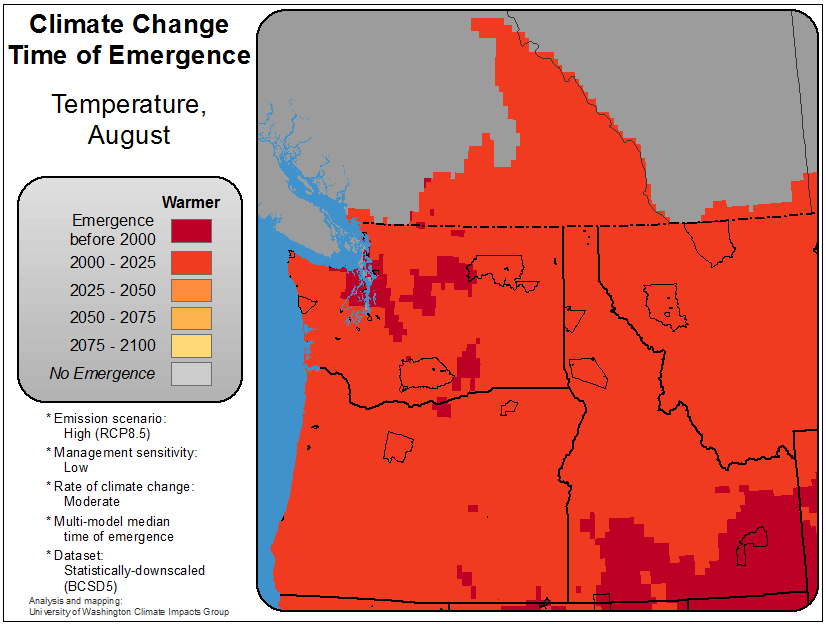 Climate Change
Time of Emergence
Temperature,
August
Warmer
Emergence
before 2000
2000 - 2025
2025 - 2050
2050 - 2075
2075 - 2100
No Emergence
* Emission scenario:
High (RCP8.5)
* Management sensitivity:
Low
* Rate of climate change:
Moderate
* Multi-model median
time of emergence
* Dataset:
Statistically-downscaled
(BCSD5)
Analysis and mapping:
University of Washington Climate Impacts Group